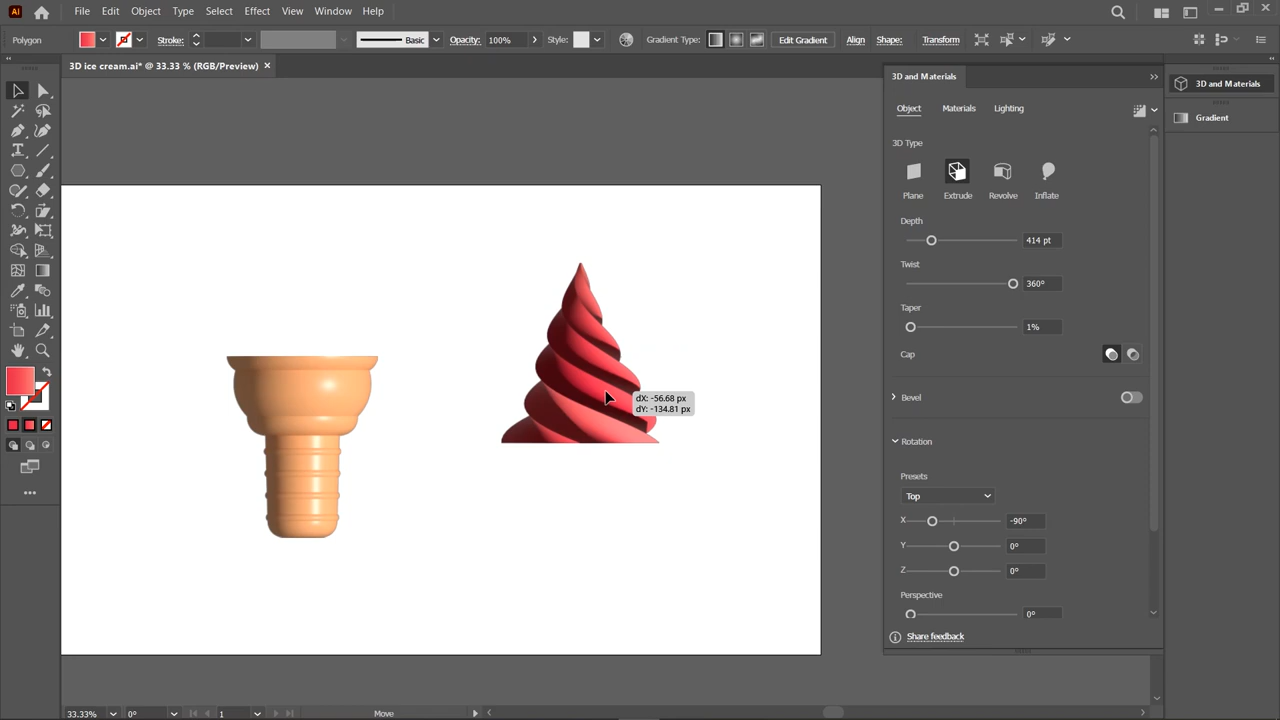 Ai File Edit Object Type Select Effect View Window Help
Polygon Stroke: Basic Opacity: 100% Style: Gradient Type: Edit Gradient Align Shape: Transform
3D ice cream.ai* @ 33.33 % (RGB/Preview) ×
3D and Materials
3D and Materials
Object Materials Lighting
Gradient
3D Type
Plane Extrude Revolve Inflate
Depth
414 pt
Twist
360°
Taper
1%
Cap
dX: -56.68 px
dY: -134.81 px
Bevel
Rotation
Presets
Top
X -90°
Y 0°
Z 0°
Perspective
0°
Share feedback
33.33% 0° 1 Move